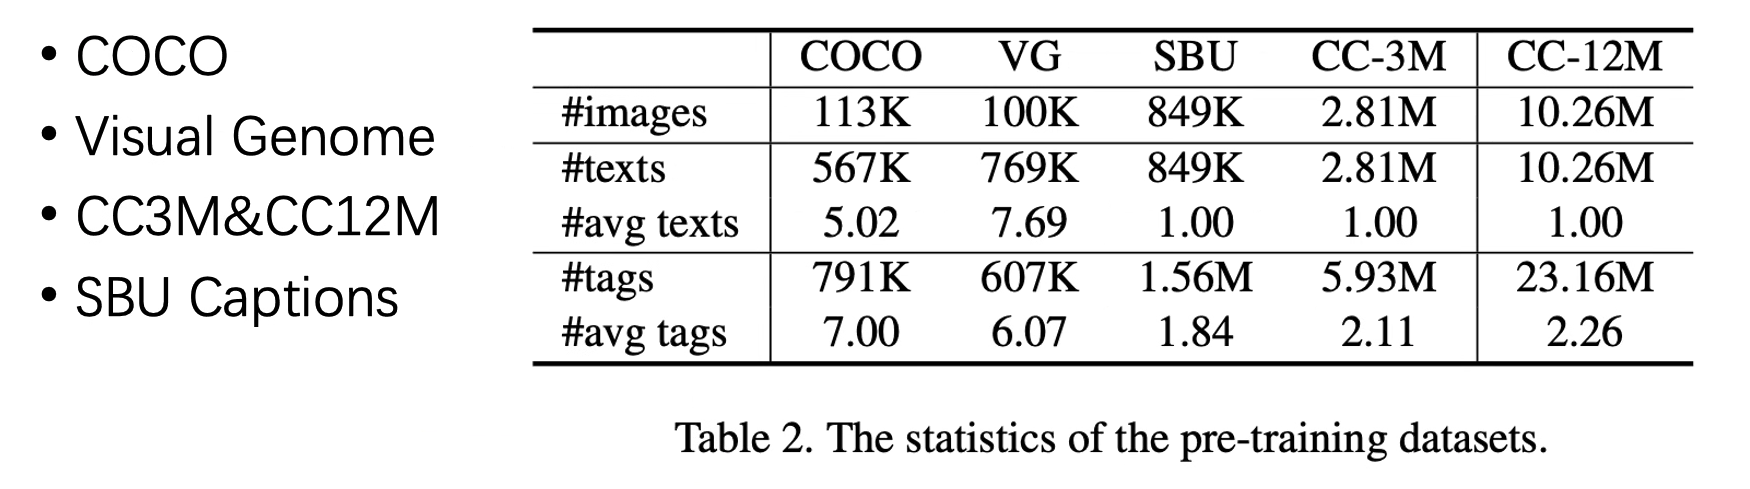 • COCO
• Visual Genome
• CC3M&CC12M
• SBU Captions
COCO VG SBU CC-3M CC-12M
#images 113K 100K 849K 2.81M 10.26M
#texts 567K 769K 849K 2.81M 10.26M
#avg texts 5.02 7.69 1.00 1.00 1.00
#tags 791K 607K 1.56M 5.93M 23.16M
#avg tags 7.00 6.07 1.84 2.11 2.26
Table 2. The statistics of the pre-training datasets.